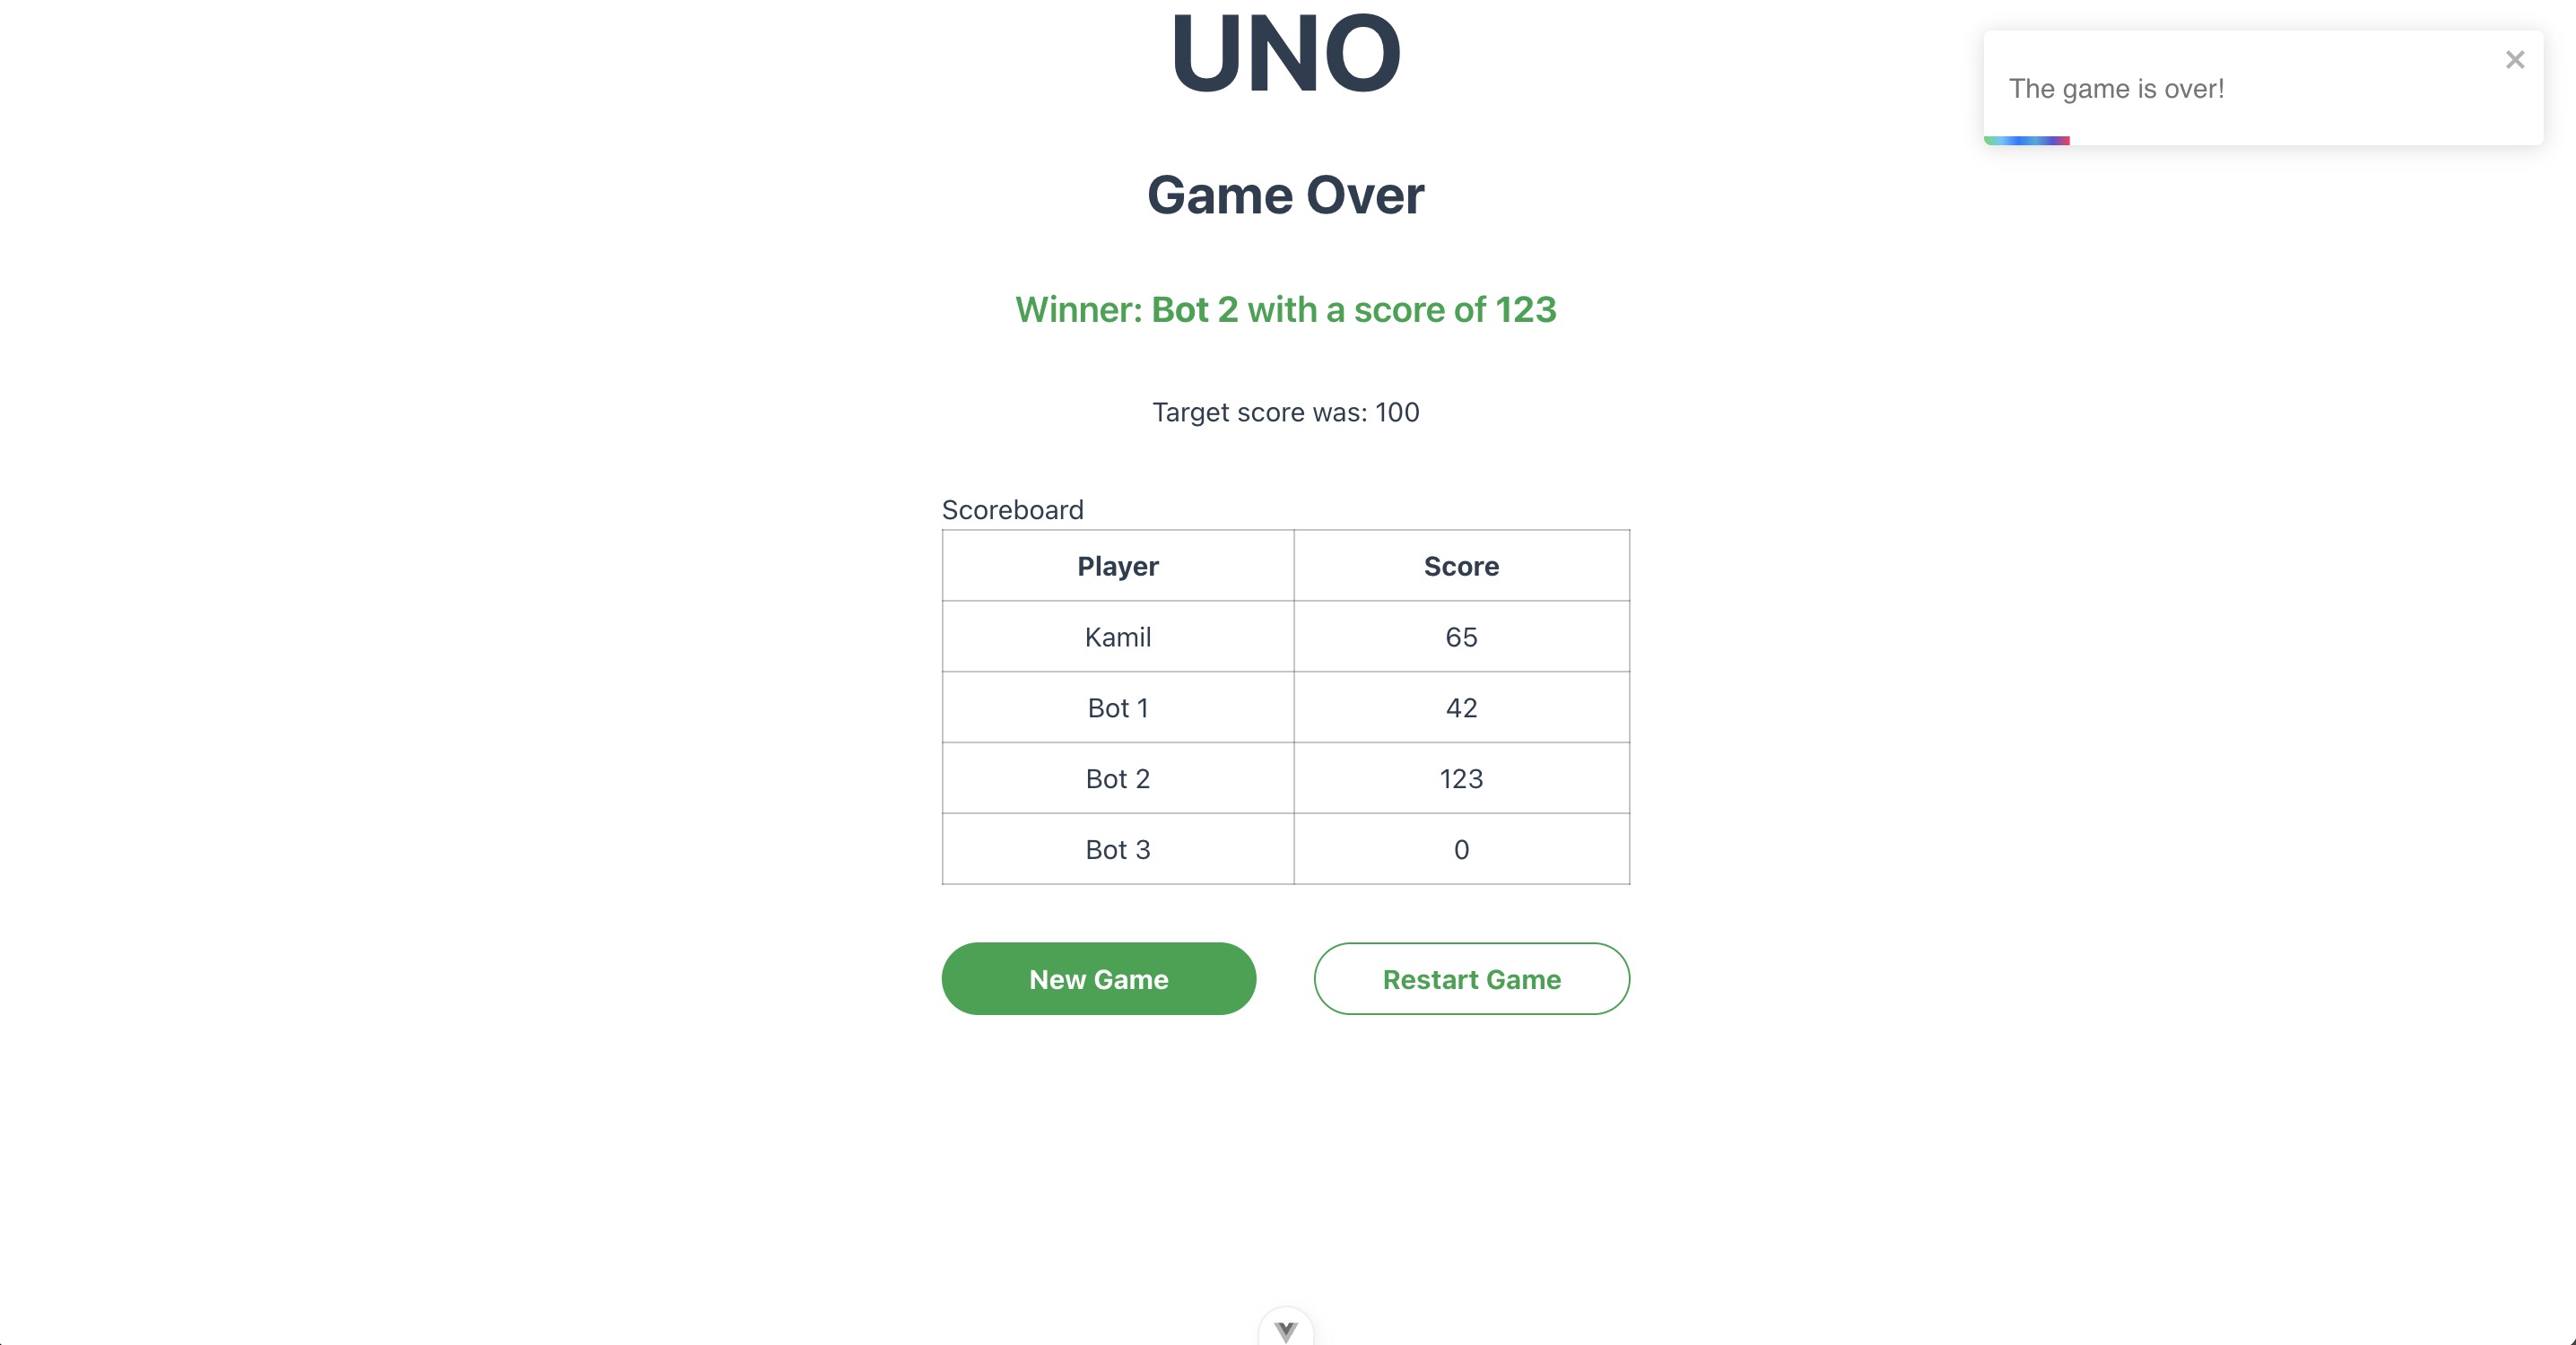 UNO
The game is over!
Game Over
Winner: Bot 2 with a score of 123
Target score was: 100
Scoreboard
Player Score
Kamil 65
Bot 1 42
Bot 2 123
Bot 3 0
New Game Restart Game